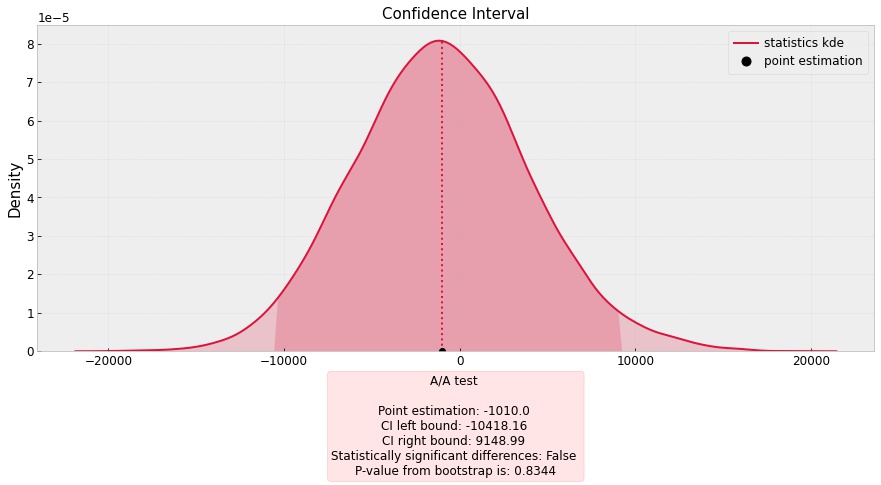 Confidence Interval
1e−5
statistics kde
point estimation
8
7
6
5
4
3
2
1
0
Density
−20000 −10000 0 10000 20000
A/A test
Point estimation: -1010.0
CI left bound: -10418.16
CI right bound: 9148.99
Statistically significant differences: False
P-value from bootstrap is: 0.8344